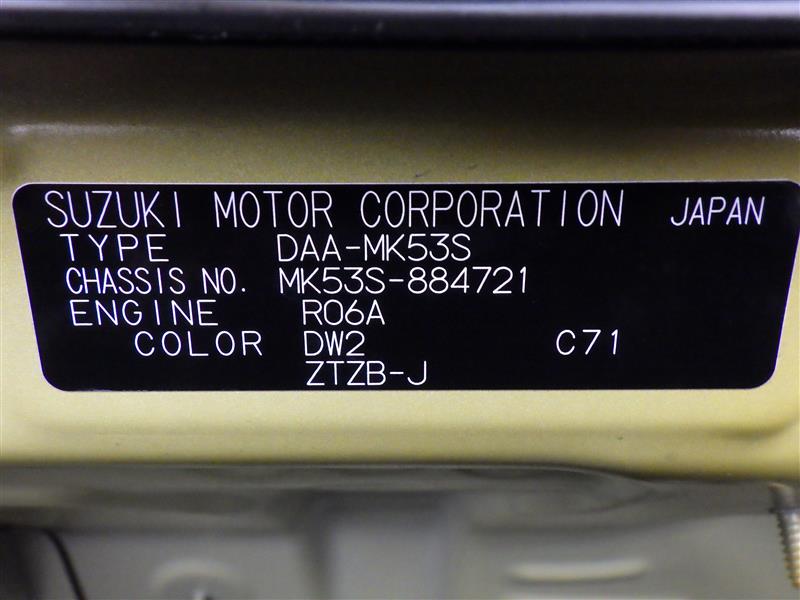 SUZUKI MOTOR CORPORATION JAPAN
TYPE DAA-MK53S
CHASSIS NO. MK53S-884721
ENGINE R06A
COLOR DW2 C71
ZTZB-J